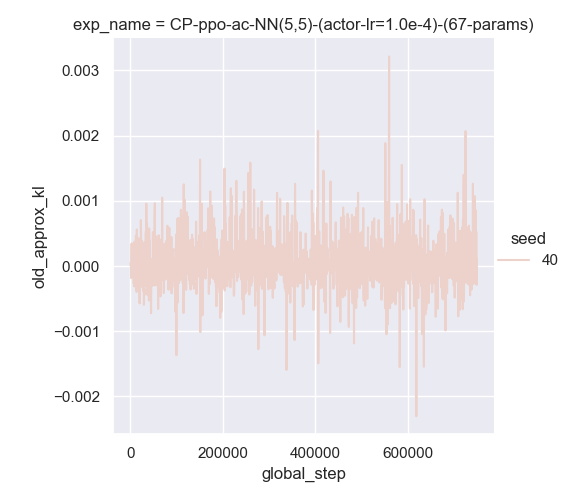 exp_name = CP-ppo-ac-NN(5,5)-(actor-lr=1.0e-4)-(67-params)
0.003
0.002
0.001
0.000
−0.001
−0.002
old_approx_kl
seed
40
0
200000
400000
600000
global_step